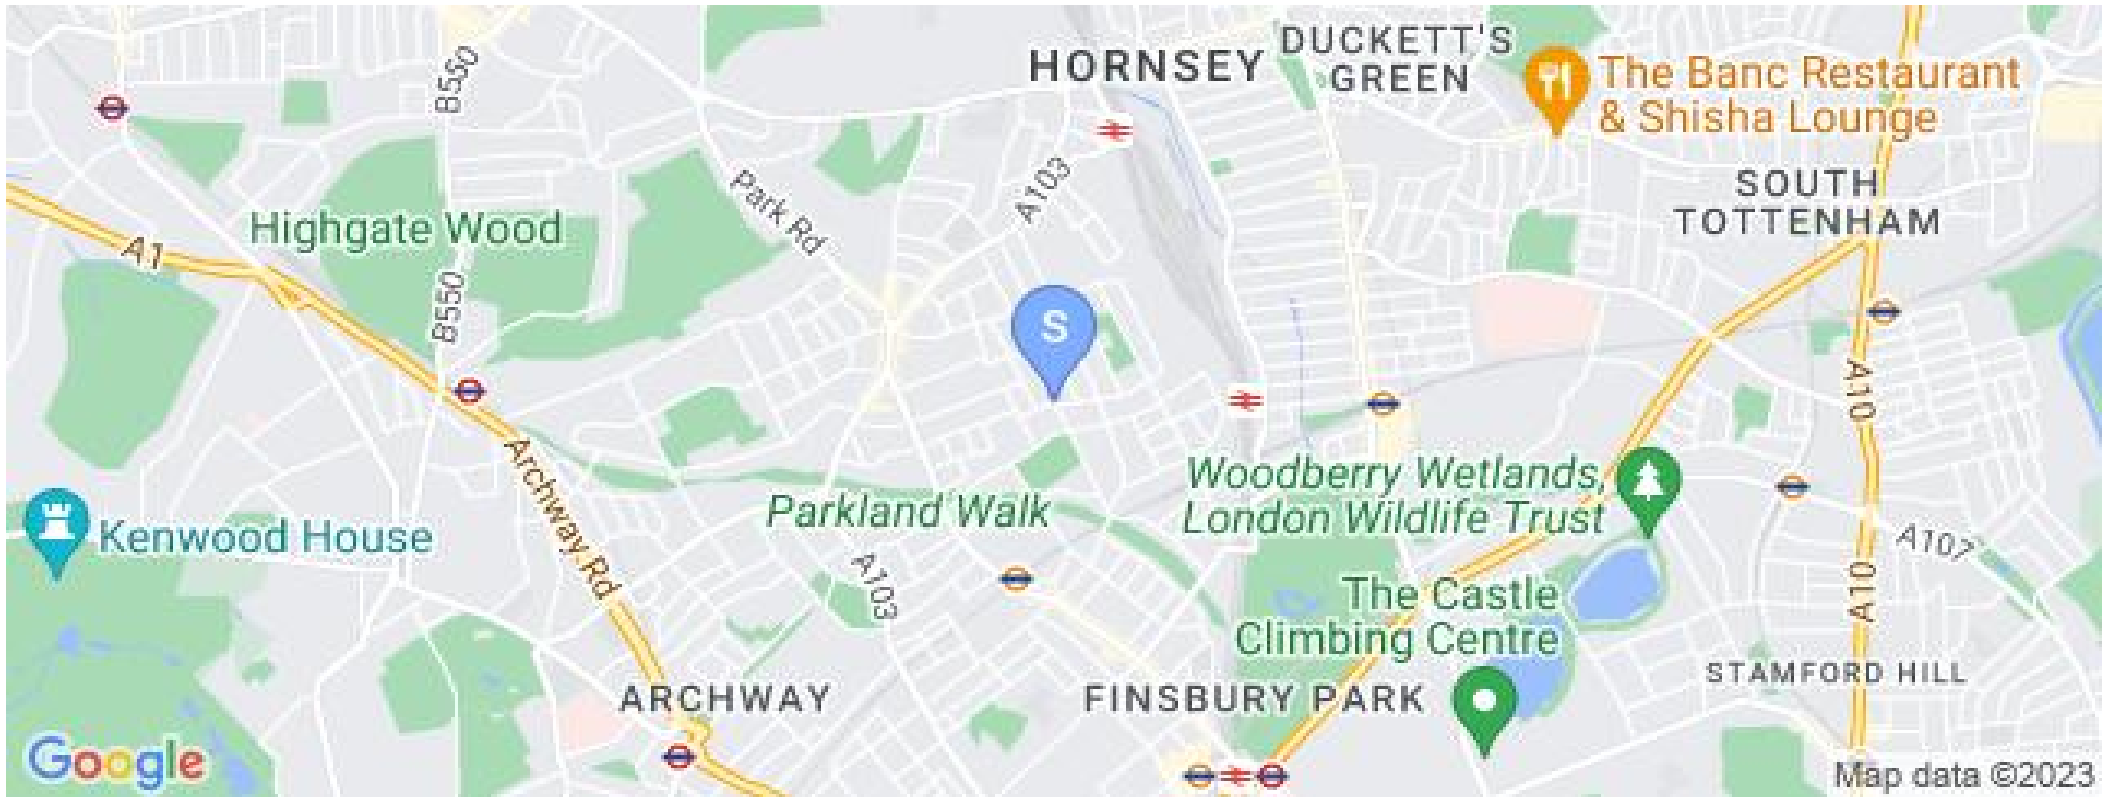 HORNSEY
DUCKETT'S
GREEN
The Banc Restaurant
& Shisha Lounge
B550
A103
Park Rd
SOUTH
TOTTENHAM
Highgate Wood
A1
B550
S
A10
Archway Rd
Woodberry Wetlands,
London Wildlife Trust
Parkland Walk
Kenwood House
A107
A103
The Castle
Climbing Centre
A10
STAMFORD HILL
ARCHWAY
FINSBURY PARK
Google
Map data ©2023